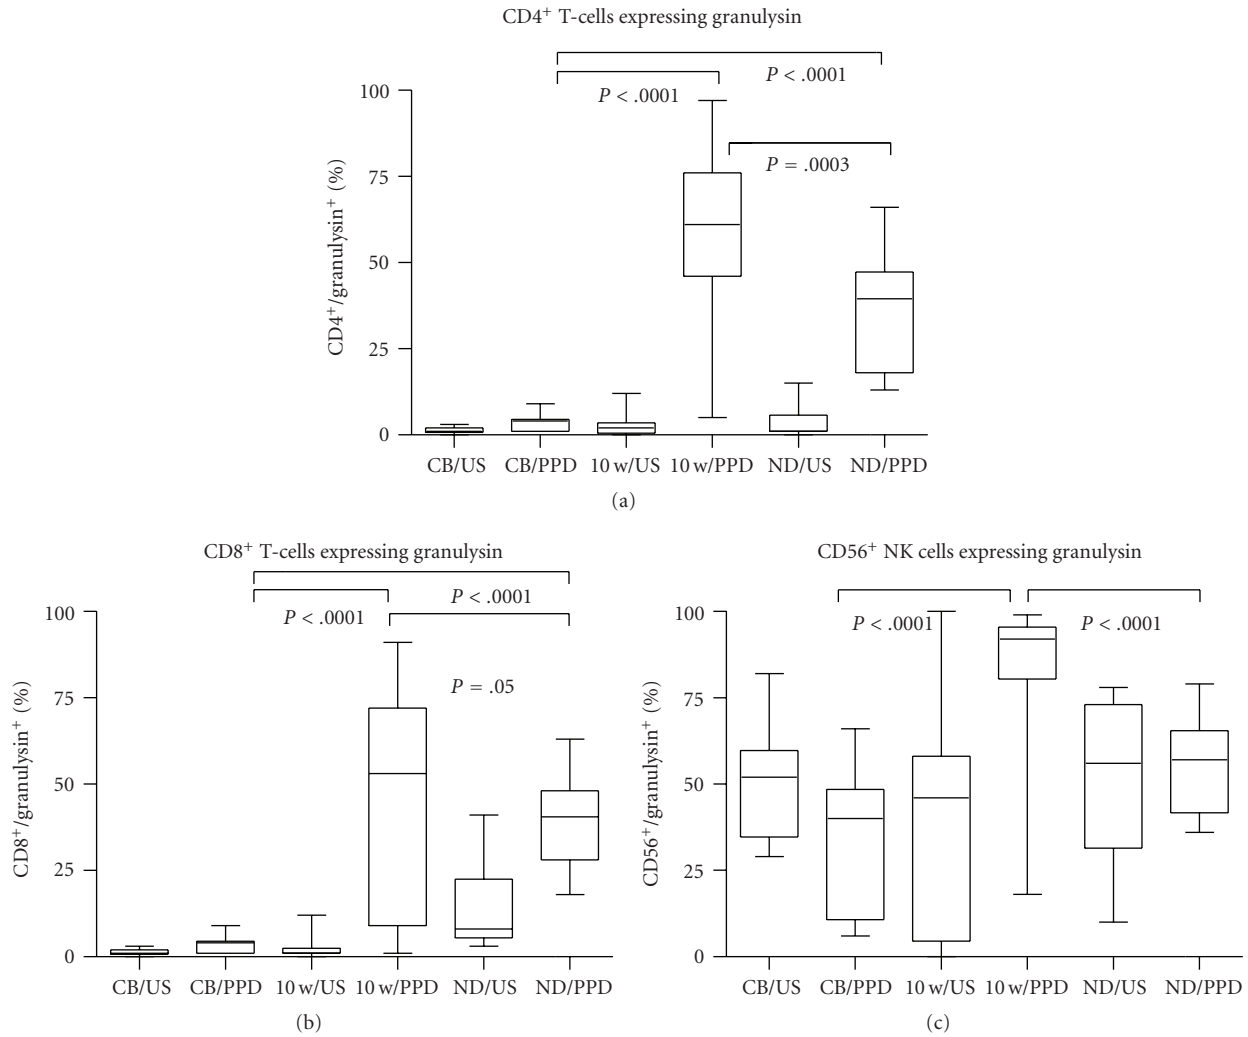 CD4⁺ T-cells expressing granulysin
P < .0001
P < .0001
P = .0003
CD4⁺/granulysin⁺ (%)
100
75
50
25
0
CB/US CB/PPD 10 w/US 10 w/PPD ND/US ND/PPD
(a)
CD8⁺ T-cells expressing granulysin
P < .0001
P < .0001
P = .05
CD8⁺/granulysin⁺ (%)
100
75
50
25
0
CB/US CB/PPD 10 w/US 10 w/PPD ND/US ND/PPD
(b)
CD56⁺ NK cells expressing granulysin
P < .0001 P < .0001
CD56⁺/granulysin⁺ (%)
100
75
50
25
0
CB/US CB/PPD 10 w/US 10 w/PPD ND/US ND/PPD
(c)